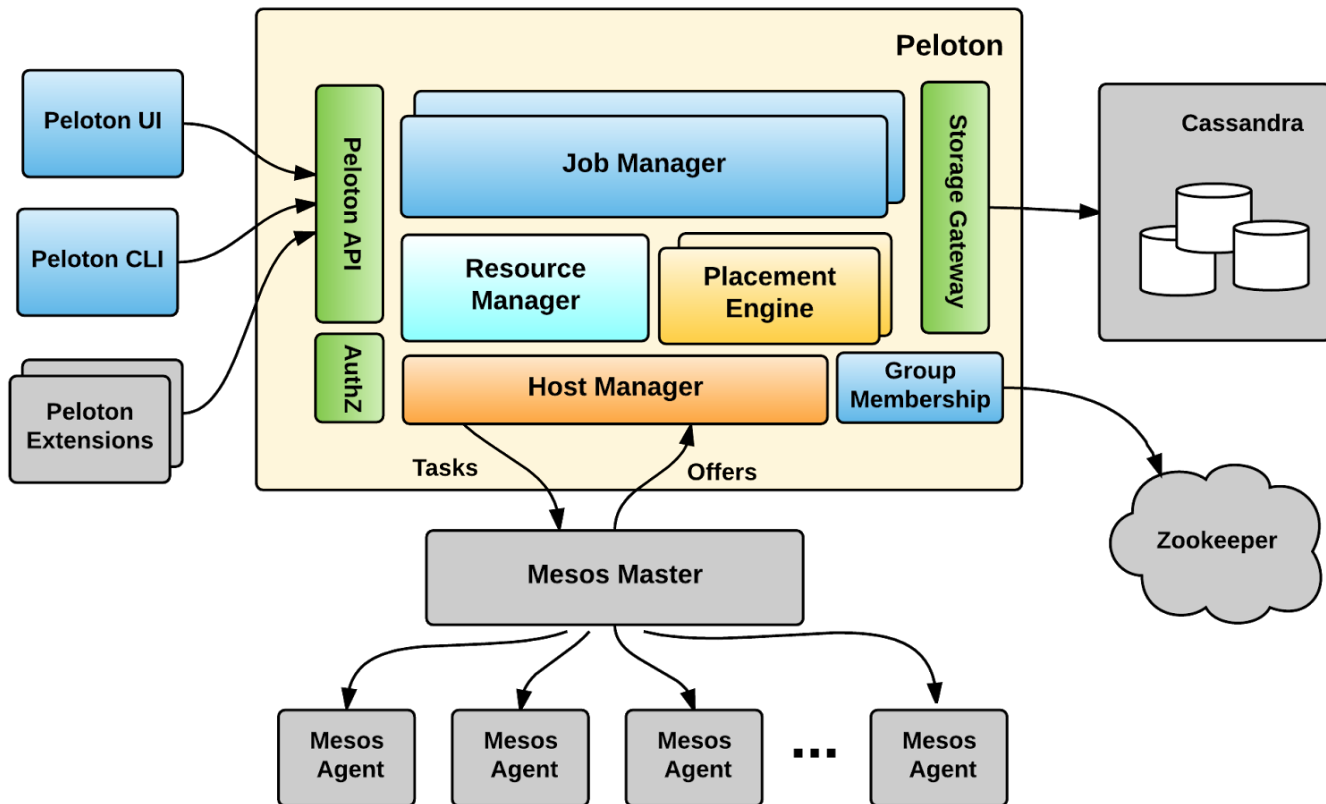 Peloton
Peloton UI
Peloton CLI
Peloton
Extensions
Peloton API
AuthZ
Job Manager
Resource
Manager
Placement
Engine
Host Manager
Storage Gateway
Group
Membership
Cassandra
Zookeeper
Tasks
Offers
Mesos Master
Mesos
Agent
Mesos
Agent
Mesos
Agent
...
Mesos
Agent